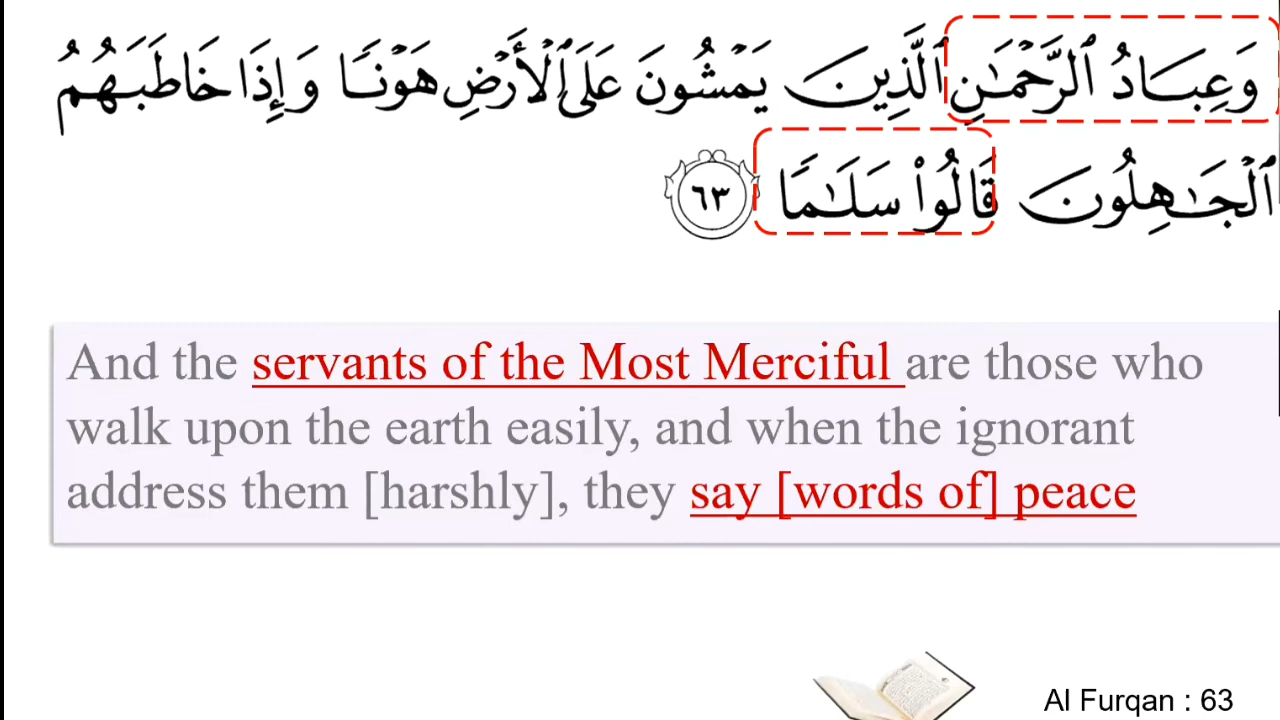 وَعِبَادُ ٱلرَّحْمَـٰنِ ٱلَّذِينَ يَمْشُونَ عَلَى ٱلْأَرْضِ هَوْنًا وَإِذَا خَاطَبَهُمُ
ٱلْجَـٰهِلُونَ قَالُوا۟ سَلَـٰمًا ٦٣
And the servants of the Most Merciful are those who
walk upon the earth easily, and when the ignorant
address them [harshly], they say [words of] peace
Al Furqan : 63